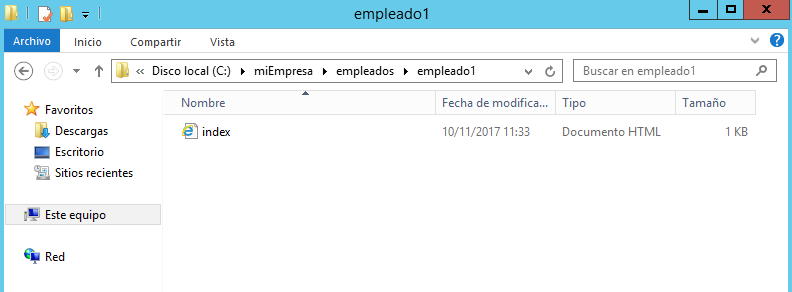 empleado1
Archivo Inicio Compartir Vista
« Disco local (C:) miEmpresa empleados empleado1 Buscar en empleado1
Favoritos
Descargas
Escritorio
Sitios recientes
Este equipo
Red
Nombre Fecha de modifica... Tipo Tamaño
index 10/11/2017 11:33 Documento HTML 1 KB